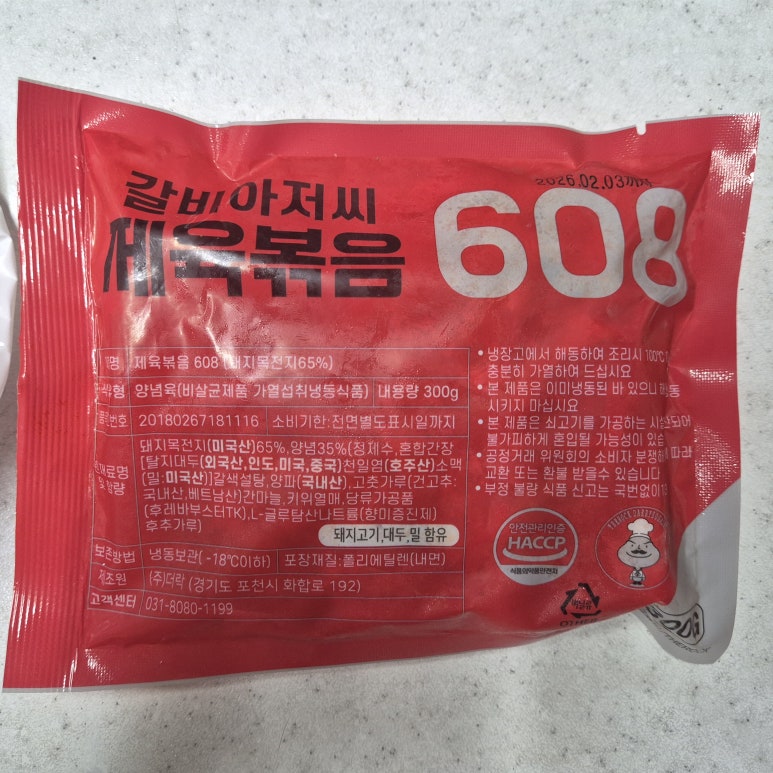 2026.02.03까지
갈비아저씨
제육볶음 608
제육볶음 608 (돼지목전지65%)
양념육(비살균제품 가열섭취냉동식품) 내용량 300g
20180267181116 소비기한:전면별도표시일까지
돼지목전지(미국산)65%.양념35%(정제수,혼합간장
[탈지대두(외국산,인도,미국,중국)천일염(호주산)소맥
(밀:미국산)]갈색설탕,양파(국내산),고춧가루(건고추:
국내산,베트남산)간마늘,키위열매,당류가공품
(후레바부스터TK),L-글루탐산나트륨(향미증진제)
후추가루)
돼지고기,대두,밀 함유
보존방법 냉동보관( -18℃이하) 포장재질:폴리에틸렌(내면)
제조원 (주)더락 (경기도 포천시 화합로 192)
고객센터 031-8080-1199
• 냉장고에서 해동하여 조리시 100℃
충분히 가열하여 드십시요
• 본 제품은 이미냉동된 바 있으니 해동
시키지 마십시요
• 본 제품은 쇠고기를 가공하는 시설
불가피하게 혼입될 가능성이 있습
• 공정거래 위원회의 소비자 분쟁 따라
교환 또는 환불 받을수 있습니다
• 부정 불량 식품 신고는 국번없이
안전관리인증
HACCP
식품의약품안전처
OTHER